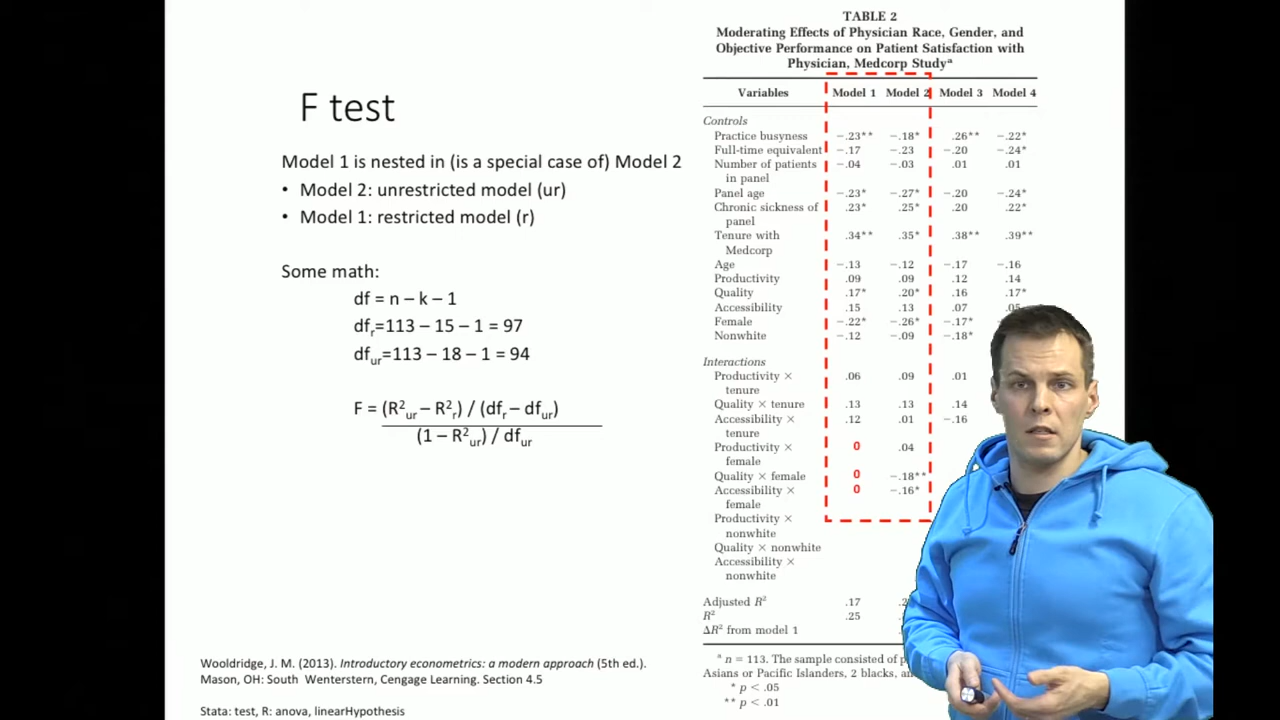 F test
Model 1 is nested in (is a special case of) Model 2
• Model 2: unrestricted model (ur)
• Model 1: restricted model (r)
Some math:
df = n – k – 1
dfr=113 – 15 – 1 = 97
dfur=113 – 18 – 1 = 94
F = (R²ur – R²r) / (dfr – dfur)
(1 – R²ur) / dfur
Wooldridge, J. M. (2013). Introductory econometrics: a modern approach (5th ed.).
Mason, OH: South Wenterstern, Cengage Learning. Section 4.5
Stata: test, R: anova, linearHypothesis
TABLE 2
Moderating Effects of Physician Race, Gender, and
Objective Performance on Patient Satisfaction with
Physician, Medcorp Studyª
Variables Model 1 Model 2 Model 3 Model 4
Controls
Practice busyness −.23** −.18* .26** −.22*
Full-time equivalent −.17 −.23 −.20 −.24*
Number of patients −.04 −.03 .01 .01
in panel
Panel age −.23* −.27* −.20 −.24*
Chronic sickness of .23* .25* .20 .22*
panel
Tenure with .34** .35* .38** .39**
Medcorp
Age −.13 −.12 −.17 −.16
Productivity .09 .09 .12 .14
Quality .17* .20* .16 .17*
Accessibility .15 .13 .07 .05
Female −.22* −.26* −.17*
Nonwhite −.12 −.09 −.18*
Interactions
Productivity × .06 .09 .01
tenure
Quality × tenure .13 .13 .14
Accessibility × .12 .01 −.16
tenure
Productivity × 0 .04
female
Quality × female 0 −.18**
Accessibility × 0 −.16*
female
Productivity ×
nonwhite
Quality × nonwhite
Accessibility ×
nonwhite
Adjusted R² .17
R² .25
ΔR² from model 1
ª n = 113. The sample consisted of
Asians or Pacific Islanders, 2 blacks,
* p < .05
** p < .01